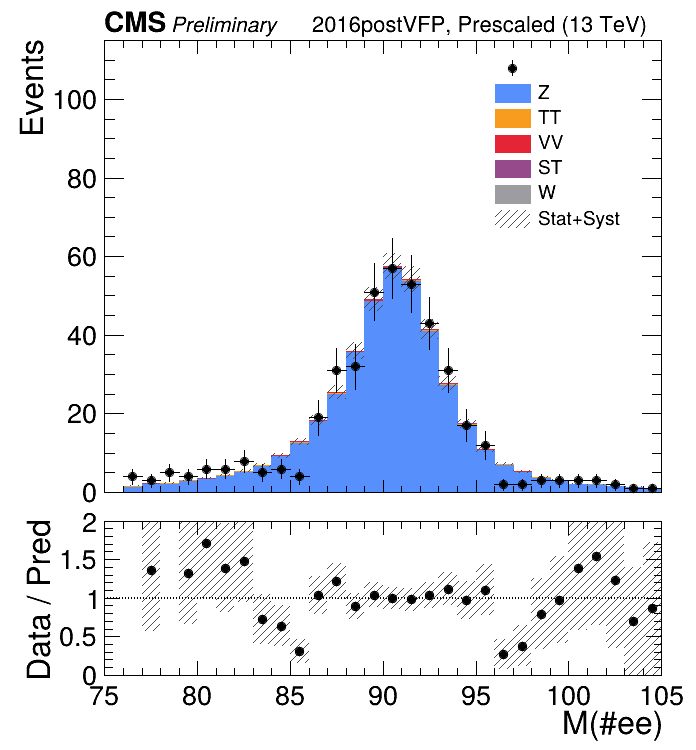 CMS Preliminary 2016postVFP, Prescaled (13 TeV)
Events
100
80
60
40
20
0
Z
TT
VV
ST
W
Stat+Syst
Data / Pred
2
1.5
1
0.5
0
75 80 85 90 95 100 105
M(#ee)